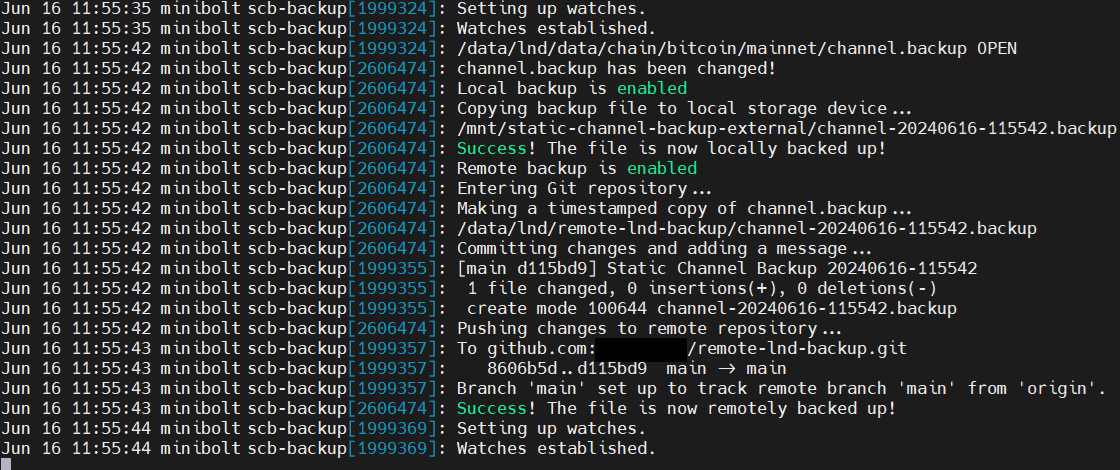 Jun 16 11:55:35 minibolt scb-backup[1999324]: Setting up watches.
Jun 16 11:55:35 minibolt scb-backup[1999324]: Watches established.
Jun 16 11:55:42 minibolt scb-backup[1999324]: /data/lnd/data/chain/bitcoin/mainnet/channel.backup OPEN
Jun 16 11:55:42 minibolt scb-backup[2606474]: channel.backup has been changed!
Jun 16 11:55:42 minibolt scb-backup[2606474]: Local backup is enabled
Jun 16 11:55:42 minibolt scb-backup[2606474]: Copying backup file to local storage device...
Jun 16 11:55:42 minibolt scb-backup[2606474]: /mnt/static-channel-backup-external/channel-20240616-115542.backup
Jun 16 11:55:42 minibolt scb-backup[2606474]: Success! The file is now locally backed up!
Jun 16 11:55:42 minibolt scb-backup[2606474]: Remote backup is enabled
Jun 16 11:55:42 minibolt scb-backup[2606474]: Entering Git repository...
Jun 16 11:55:42 minibolt scb-backup[2606474]: Making a timestamped copy of channel.backup...
Jun 16 11:55:42 minibolt scb-backup[2606474]: /data/lnd/remote-lnd-backup/channel-20240616-115542.backup
Jun 16 11:55:42 minibolt scb-backup[2606474]: Committing changes and adding a message...
Jun 16 11:55:42 minibolt scb-backup[1999355]: [main d115bd9] Static Channel Backup 20240616-115542
Jun 16 11:55:42 minibolt scb-backup[1999355]:  1 file changed, 0 insertions(+), 0 deletions(-)
Jun 16 11:55:42 minibolt scb-backup[1999355]:  create mode 100644 channel-20240616-115542.backup
Jun 16 11:55:42 minibolt scb-backup[2606474]: Pushing changes to remote repository...
Jun 16 11:55:43 minibolt scb-backup[1999357]: To github.com:/remote-lnd-backup.git
Jun 16 11:55:43 minibolt scb-backup[1999357]:    8606b5d..d115bd9  main -> main
Jun 16 11:55:43 minibolt scb-backup[1999357]: Branch 'main' set up to track remote branch 'main' from 'origin'.
Jun 16 11:55:43 minibolt scb-backup[2606474]: Success! The file is now remotely backed up!
Jun 16 11:55:44 minibolt scb-backup[1999369]: Setting up watches.
Jun 16 11:55:44 minibolt scb-backup[1999369]: Watches established.